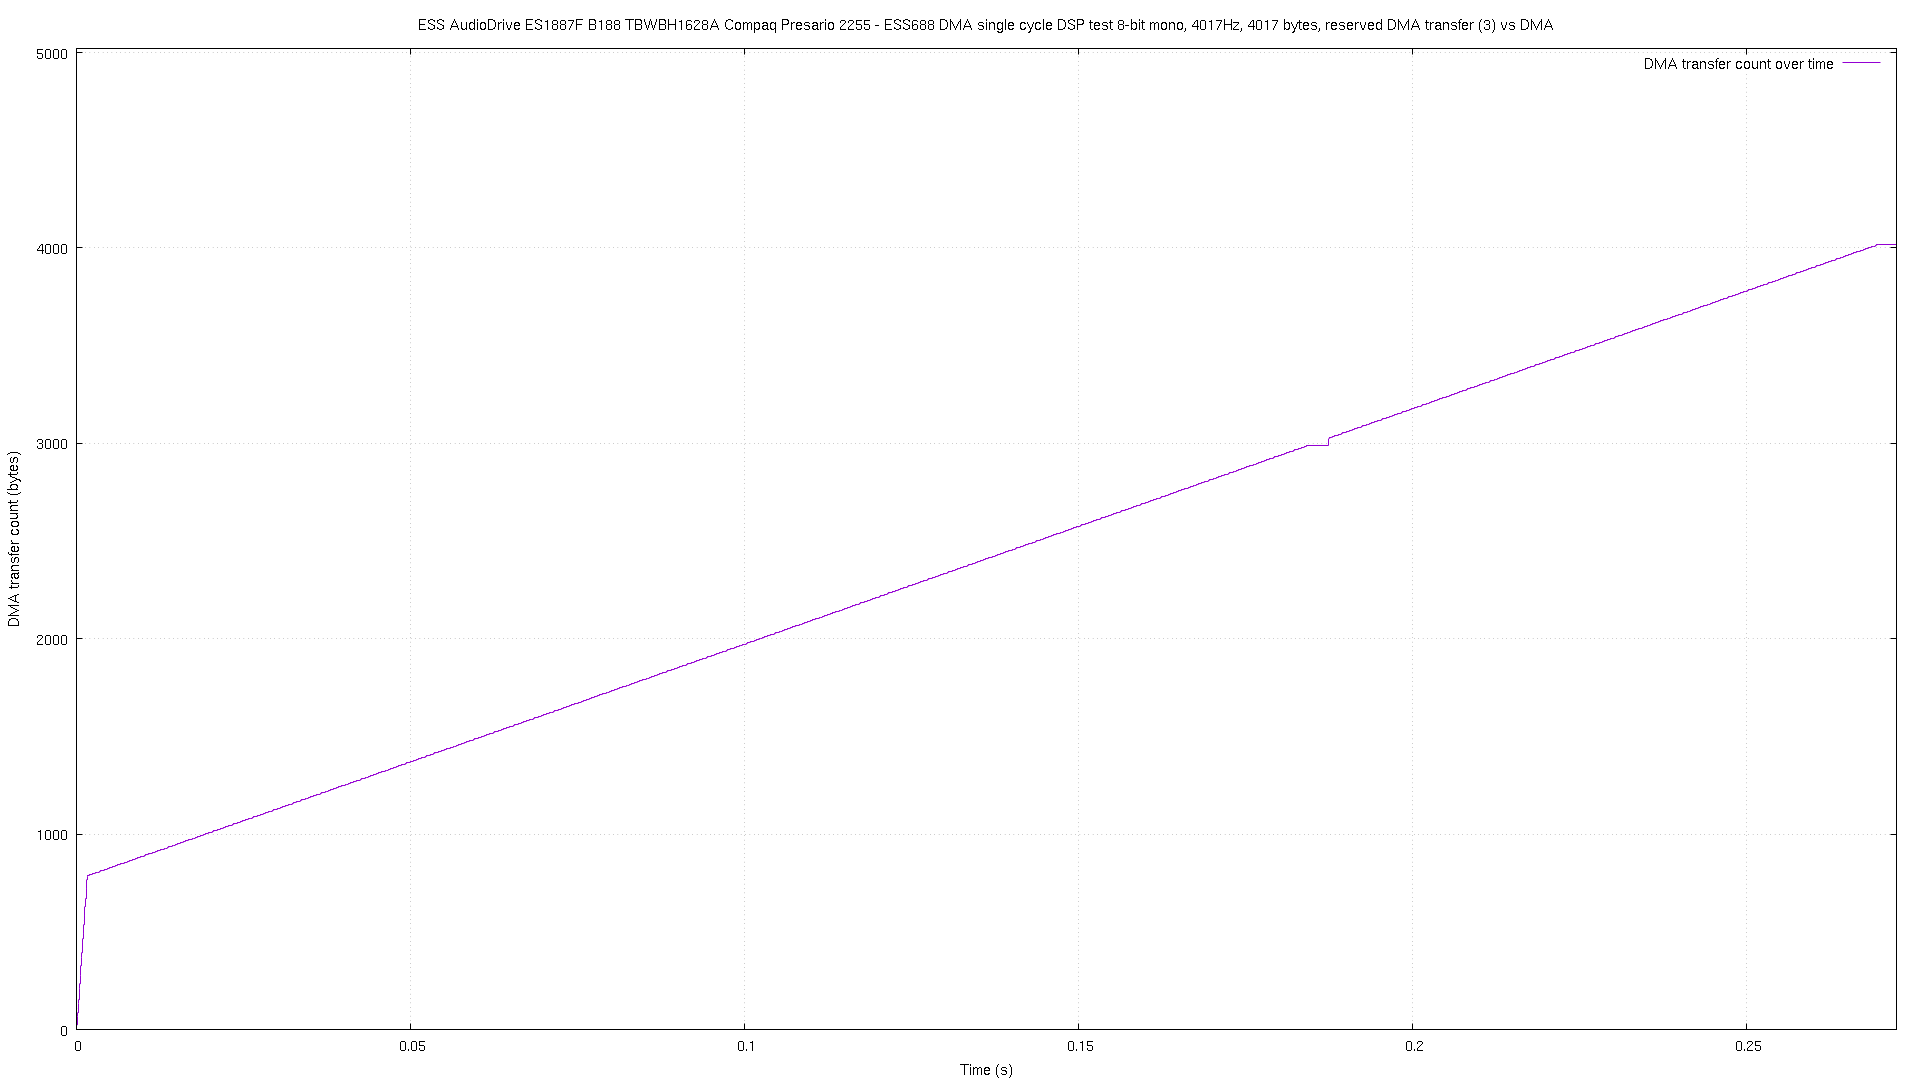 ESS AudioDrive ES1887F B188 TBWBH1628A Compaq Presario 2255 - ESS688 DMA single cycle DSP test 8-bit mono, 4017Hz, 4017 bytes, reserved DMA transfer (3) vs DMA
DMA transfer count over time
5000
4000
3000
2000
1000
0
DMA transfer count (bytes)
0 0.05 0.1 0.15 0.2 0.25
Time (s)